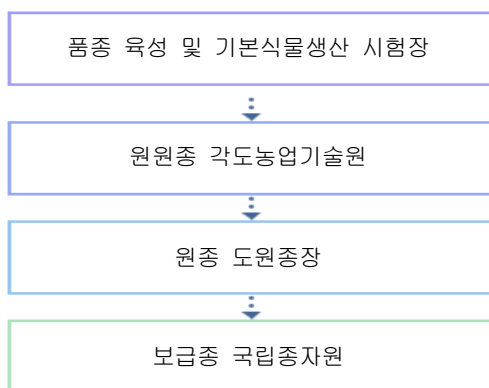 품종 육성 및 기본식물생산 시험장
원원종 각도농업기술원
원종 도원종장
보급종 국립종자원